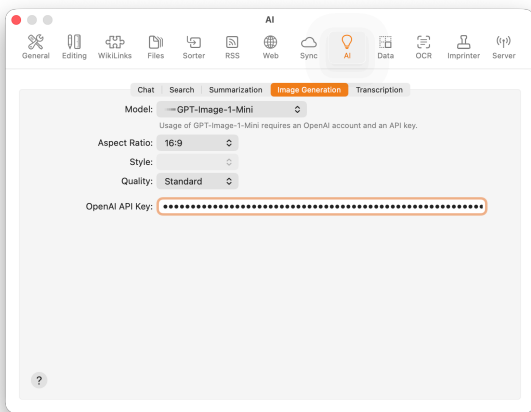 AI
General Editing WikiLinks Files Sorter RSS Web Sync AI Data OCR Imprinter Server
Chat Search Summarization Image Generation Transcription
Model: GPT-Image-1-Mini
Usage of GPT-Image-1-Mini requires an OpenAI account and an API key.
Aspect Ratio: 16:9
Style:
Quality: Standard
OpenAI API Key:
?